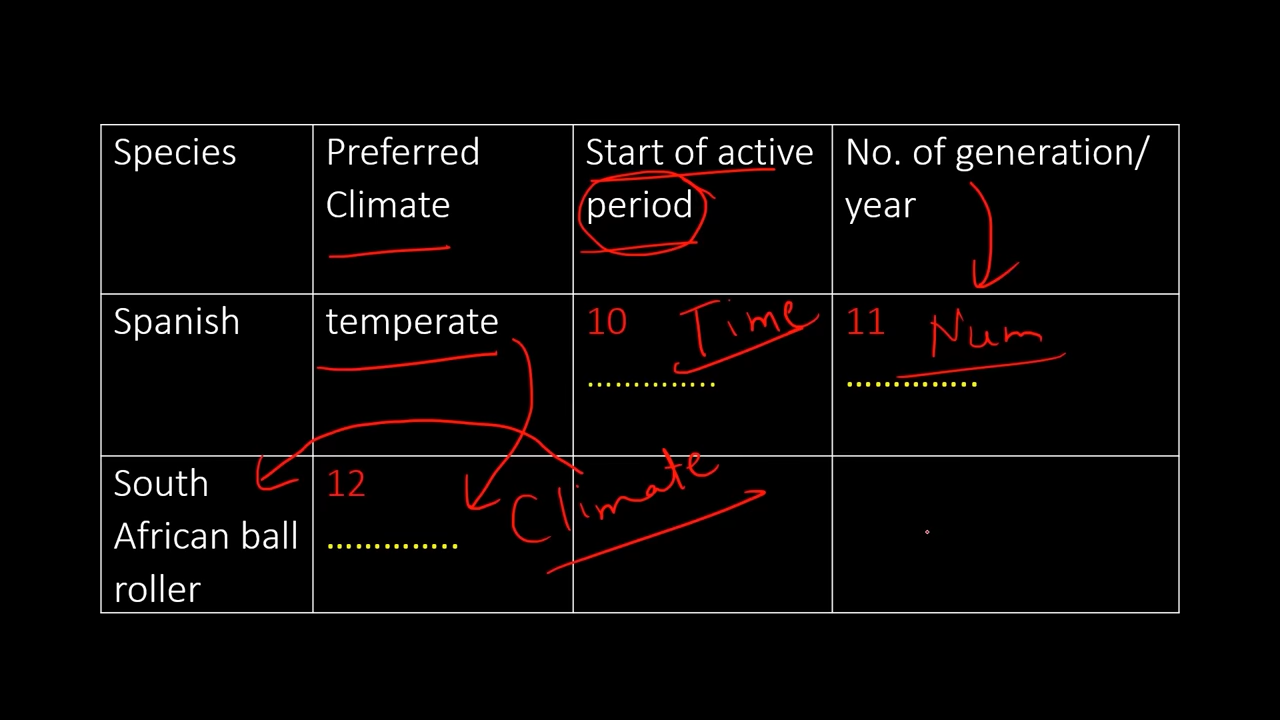 Species
Preferred
Climate
Start of active
period
No. of generation/
year
Spanish
temperate
10
Time
..............
11
Num
..............
South
African ball
roller
12
..............
Climate